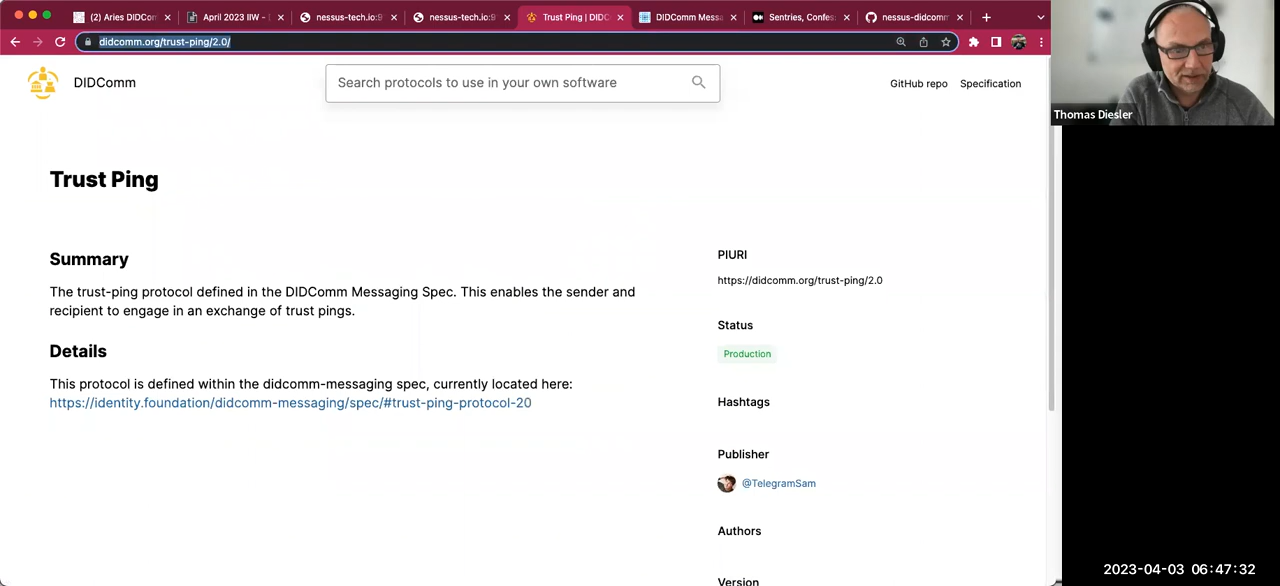 (2) Aries DIDCon
April 2023 IIW - D
nessus-tech.io:9
nessus-tech.io:9
Trust Ping | DIDC
DIDComm Messa
Sentries, Confes
nessus-didcomm
didcomm.org/trust-ping/2.0/
DIDComm
Search protocols to use in your own software
GitHub repo
Specification
Thomas Diesler
Trust Ping
Summary
The trust-ping protocol defined in the DIDComm Messaging Spec. This enables the sender and
recipient to engage in an exchange of trust pings.
Details
This protocol is defined within the didcomm-messaging spec, currently located here:
https://identity.foundation/didcomm-messaging/spec/#trust-ping-protocol-20
PIURI
https://didcomm.org/trust-ping/2.0
Status
Production
Hashtags
Publisher
@TelegramSam
Authors
Version
2023-04-03 06:47:32